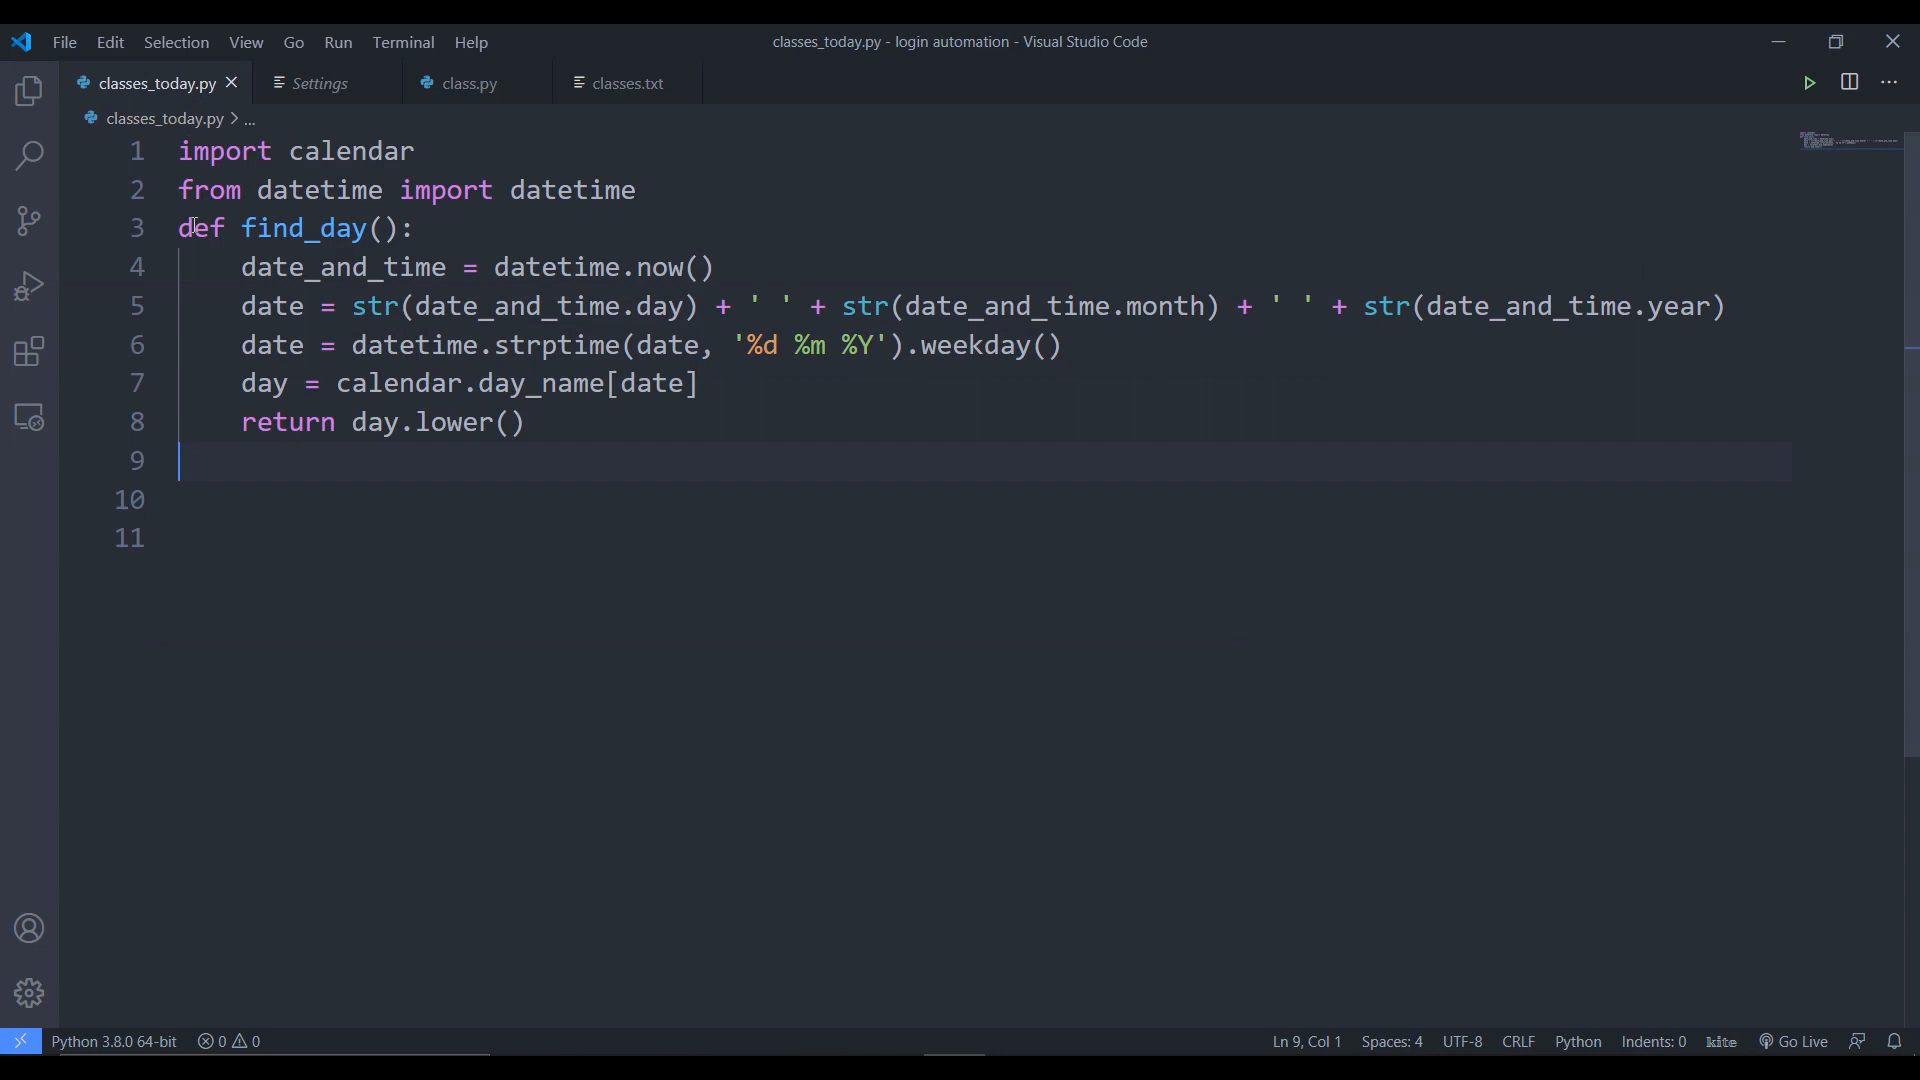 File Edit Selection View Go Run Terminal Help classes_today.py - login automation - Visual Studio Code
classes_today.py Settings class.py classes.txt
classes_today.py > ...
1 import calendar
2 from datetime import datetime
3 def find_day():
4 date_and_time = datetime.now()
5 date = str(date_and_time.day) + ' ' + str(date_and_time.month) + ' ' + str(date_and_time.year)
6 date = datetime.strptime(date, '%d %m %Y').weekday()
7 day = calendar.day_name[date]
8 return day.lower()
9
10
11
Python 3.8.0 64-bit 0 0 Ln 9, Col 1 Spaces: 4 UTF-8 CRLF Python Indents: 0 kite Go Live